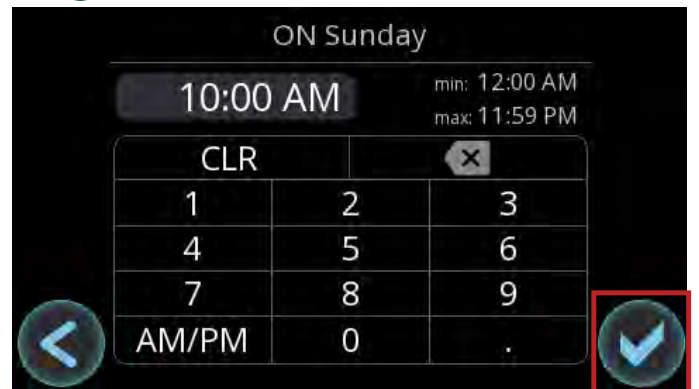 ON Sunday
10:00 AM
min: 12:00 AM
max: 11:59 PM
CLR
1 2 3
4 5 6
7 8 9
AM/PM 0 .